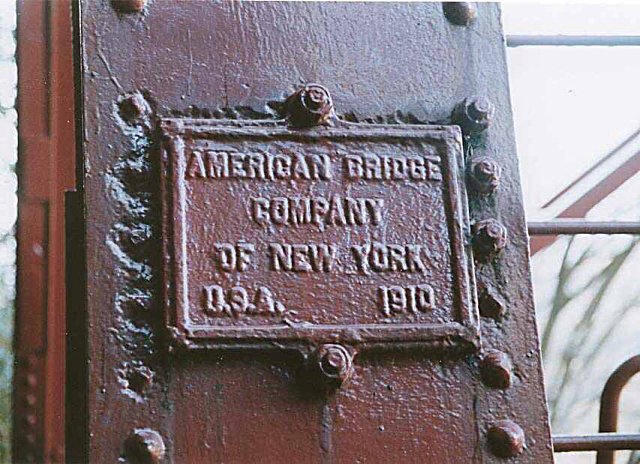 AMERICAN BRIDGE
COMPANY
OF NEW YORK
U.S.A. 1910